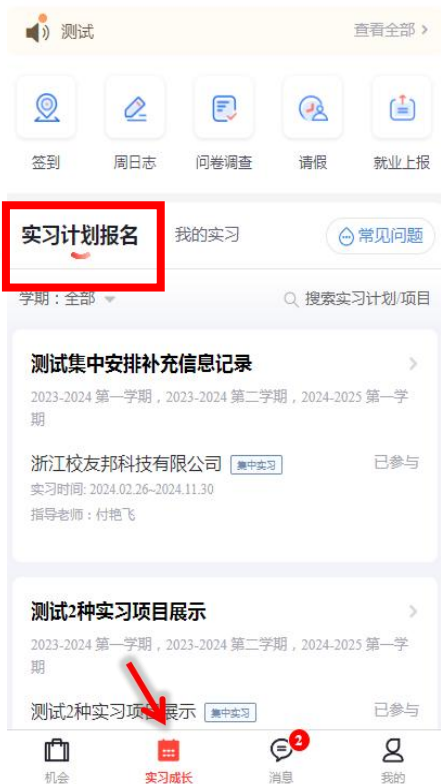 测试 查看全部 >
签到 周日志 问卷调查 请假 就业上报
实习计划报名 我的实习 常见问题
学期：全部 搜索实习计划/项目
测试集中安排补充信息记录
2023-2024 第一学期，2023-2024 第二学期，2024-2025 第一学
期
浙江校友邦科技有限公司 集中实习 已参与
实习时间: 2024.02.26~2024.11.30
指导老师：付艳飞
测试2种实习项目展示
2023-2024 第一学期，2023-2024 第二学期，2024-2025 第一学
期
测试2种实习项目展示 集中实习 已参与
2
机会 实习成长 消息 我的